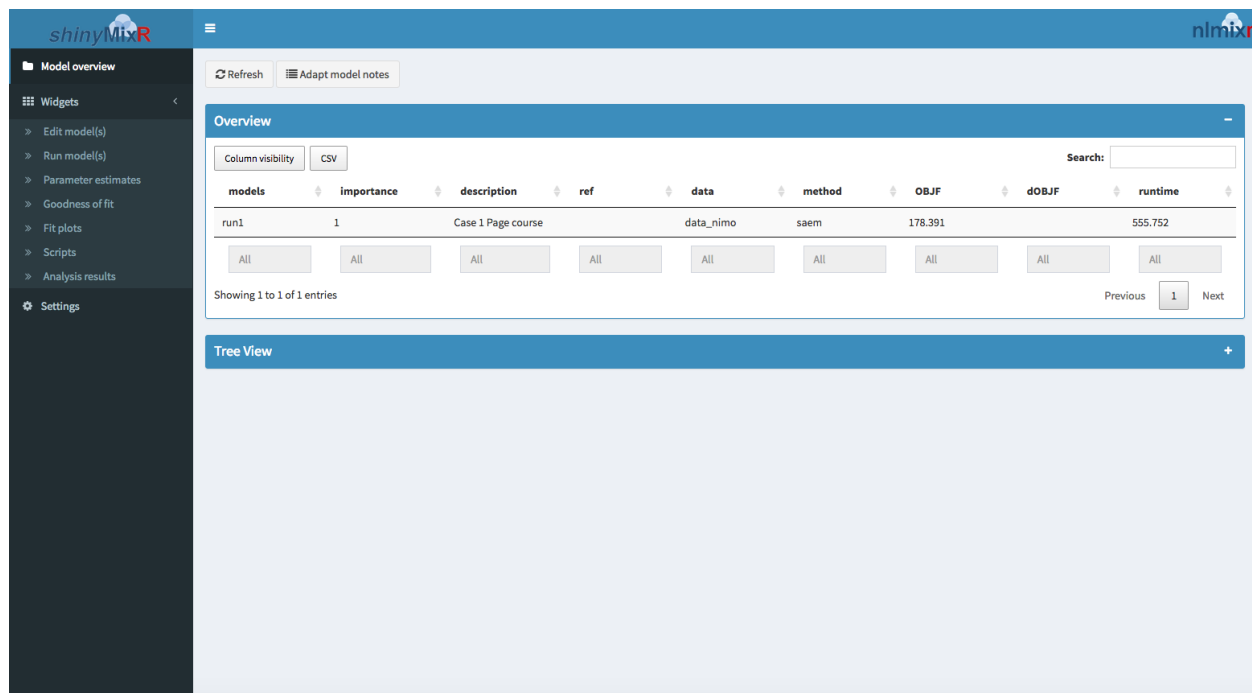 shinyMixR
nlmixr
Model overview
Refresh Adapt model notes
Widgets
Overview
Edit model(s)
Run model(s)
Parameter estimates
Goodness of fit
Fit plots
Scripts
Analysis results
Settings
Column visibility CSV Search:
models importance description ref data method OBJF dOBJF runtime
run1 1 Case 1 Page course data_nimo saem 178.391 555.752
All All All All All All All All All
Showing 1 to 1 of 1 entries Previous 1 Next
Tree View